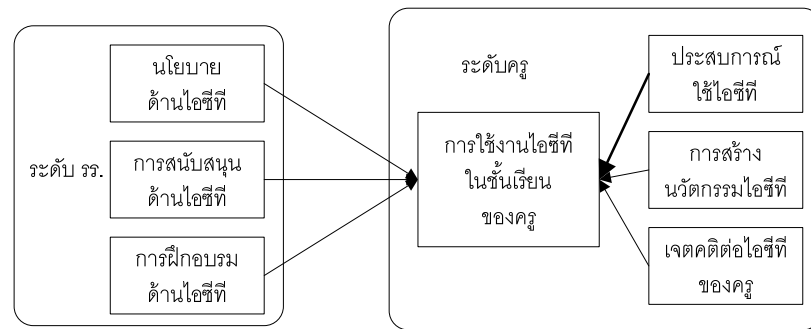 ระดับ รร.
นโยบาย
ด้านไอซีที
การสนับสนุน
ด้านไอซีที
การฝึกอบรม
ด้านไอซีที
ระดับครู
การใช้งานไอซีที
ในชั้นเรียน
ของครู
ประสบการณ์
ใช้ไอซีที
การสร้าง
นวัตกรรมไอซีที
เจตคติต่อไอซีที
ของครู